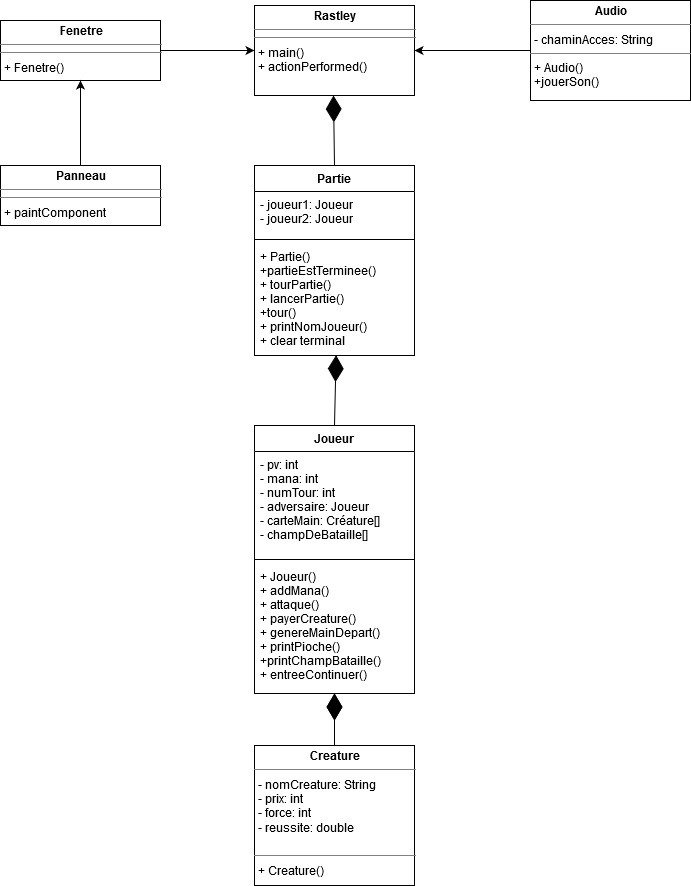 Fenetre
+ Fenetre()
Rastley
+ main()
+ actionPerformed()
Audio
- chaminAcces: String
+ Audio()
+jouerSon()
Panneau
+ paintComponent
Partie
- joueur1: Joueur
- joueur2: Joueur
+ Partie()
+partieEstTerminee()
+ tourPartie()
+ lancerPartie()
+tour()
+ printNomJoueur()
+ clear terminal
Joueur
- pv: int
- mana: int
- numTour: int
- adversaire: Joueur
- carteMain: Créature[]
- champDeBataille[]
+ Joueur()
+ addMana()
+ attaque()
+ payerCreature()
+ genereMainDepart()
+ printPioche()
+printChampBataille()
+ entreeContinuer()
Creature
- nomCreature: String
- prix: int
- force: int
- reussite: double
+ Creature()